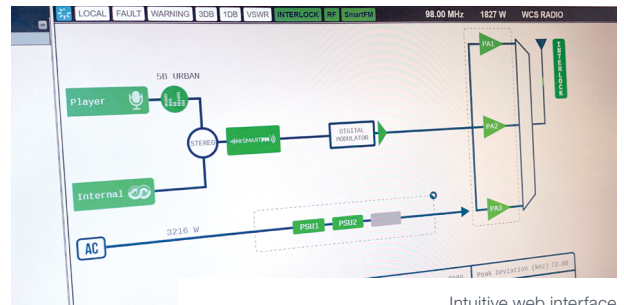 LOCAL FAULT WARNING 3DB 1DB VSWR INTERLOCK RF SmartFM 98.00 MHz 1827 W WCS RADIO
PA1
INTERLOCK
5B URBAN
Player
STEREO
SMARTFM
DIGITAL
MODULATOR
PA2
Internal
PA3
3216 W
PSU1 PSU2
AC
Peak Deviation (kHz) 72.88
Intuitive web interface